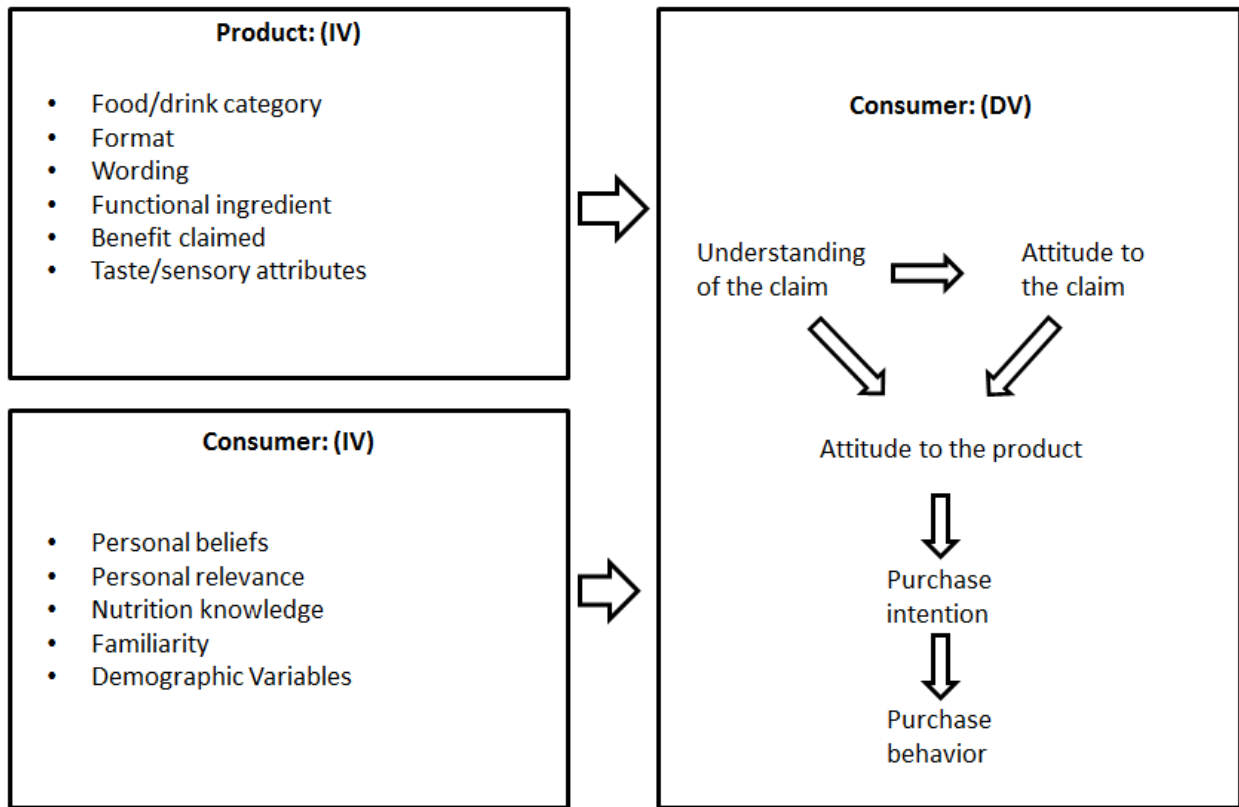 Product: (IV)
• Food/drink category
• Format
• Wording
• Functional ingredient
• Benefit claimed
• Taste/sensory attributes
Consumer: (IV)
• Personal beliefs
• Personal relevance
• Nutrition knowledge
• Familiarity
• Demographic Variables
Consumer: (DV)
Understanding
of the claim
Attitude to
the claim
Attitude to the product
Purchase
intention
Purchase
behavior